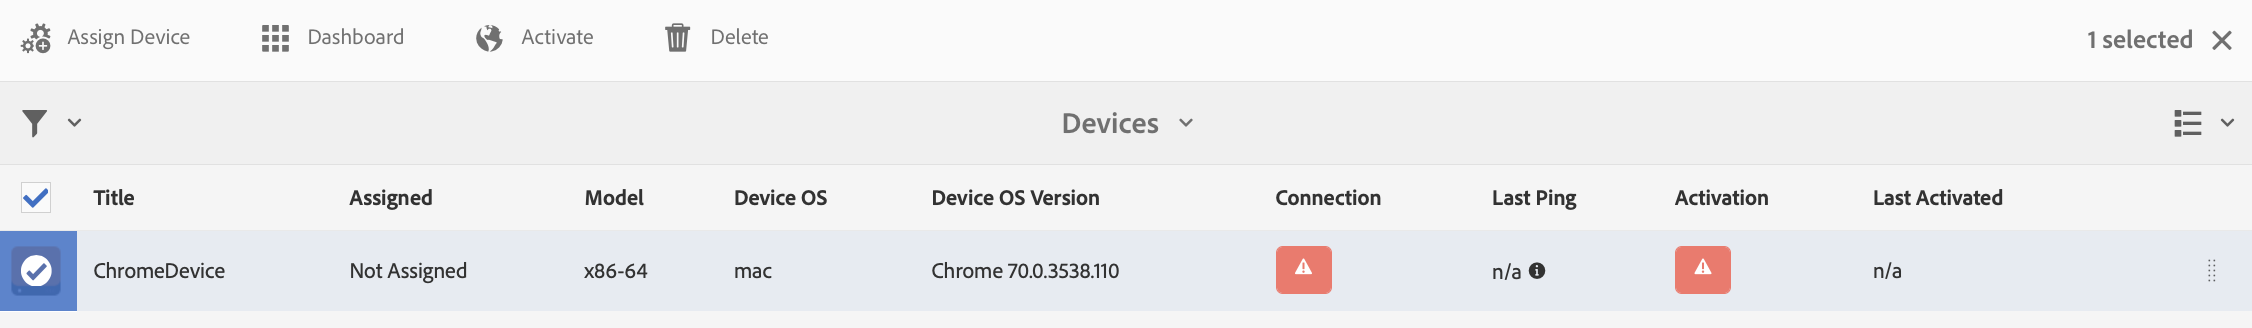 Assign Device Dashboard Activate Delete 1 selected
Devices
Title Assigned Model Device OS Device OS Version Connection Last Ping Activation Last Activated
ChromeDevice Not Assigned x86-64 mac Chrome 70.0.3538.110 n/a n/a